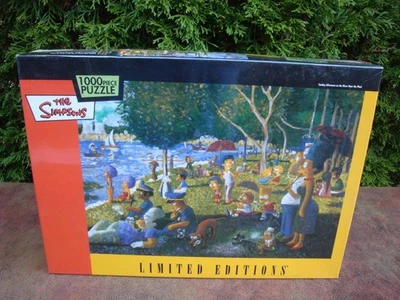 1000 PIECE
PUZZLE
THE
SIMPSONS
LIMITED EDITIONS